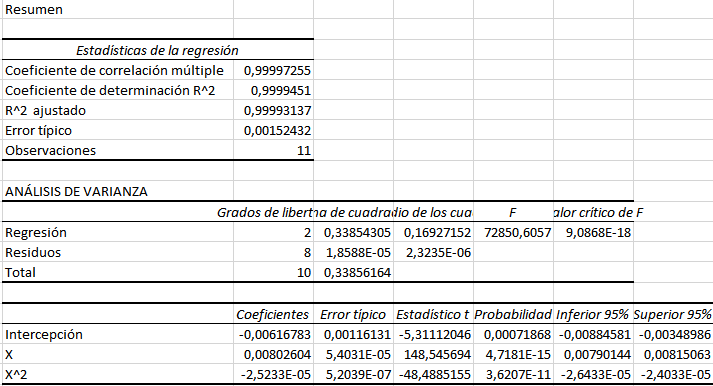 Resumen
Estadísticas de la regresión
Coeficiente de correlación múltiple 0,99997255
Coeficiente de determinación R^2 0,9999451
R^2 ajustado 0,99993137
Error típico 0,00152432
Observaciones 11
ANÁLISIS DE VARIANZA
Grados de libert de cuadra de los cua F crítico de F
Regresión 2 0,33854305 0,16927152 72850,6057 9,0868E-18
Residuos 8 1,8588E-05 2,3235E-06
Total 10 0,33856164
Coeficientes Error típico Estadístico t Probabilidad Inferior 95% Superior 95%
Intercepción -0,00616783 0,00116131 -5,31112046 0,00071868 -0,00884581 -0,00348986
X 0,00802604 5,4031E-05 148,545694 4,7181E-15 0,00790144 0,00815063
X^2 -2,5233E-05 5,2039E-07 -48,4885155 3,6207E-11 -2,6433E-05 -2,4033E-05